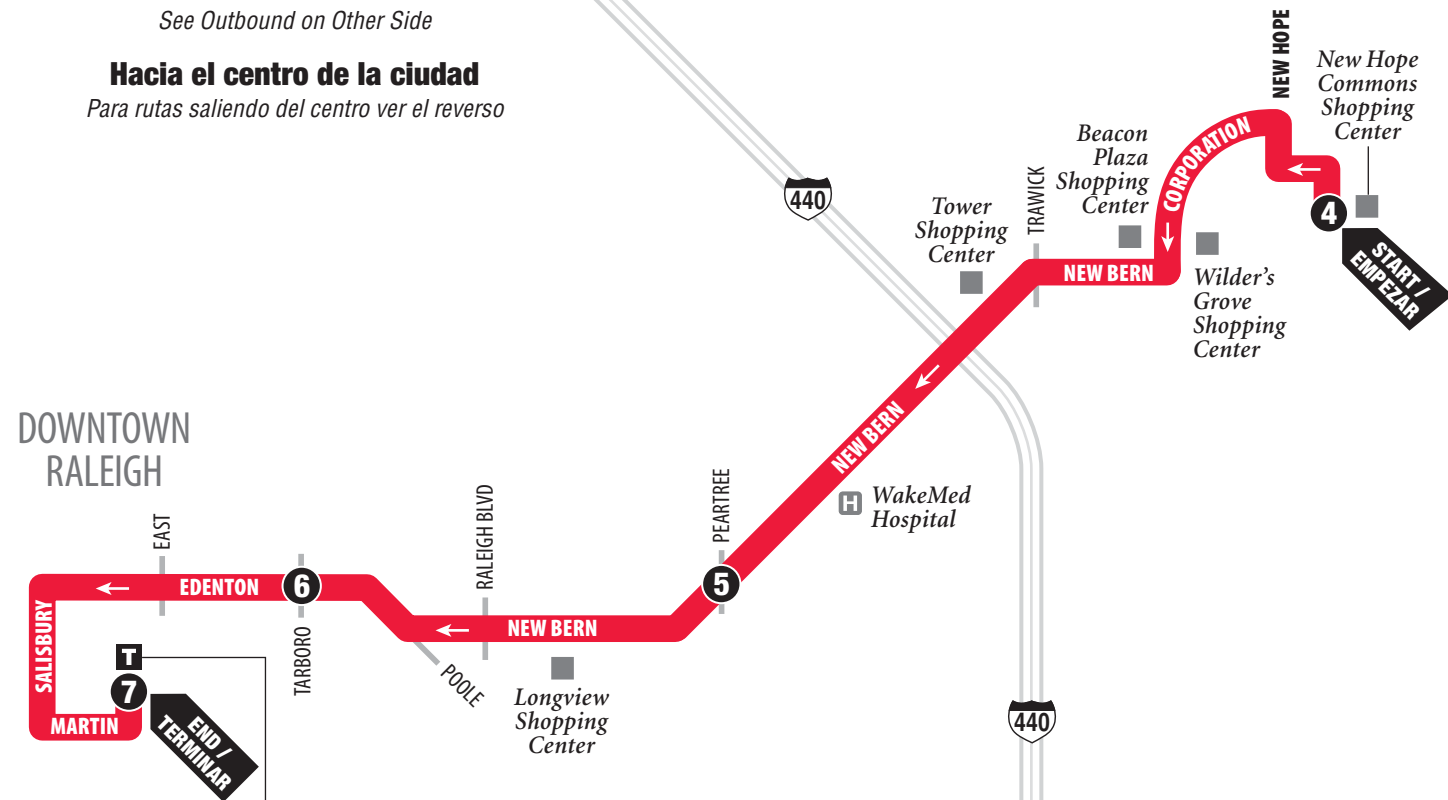 See Outbound on Other Side
Hacia el centro de la ciudad
Para rutas saliendo del centro ver el reverso
NEW HOPE
New Hope
Commons
Shopping
Center
CORPORATION
Beacon
Plaza
Shopping
Center
440
TRAWICK
Tower
Shopping
Center
4
START /
EMPEZAR
NEW BERN
Wilder's
Grove
Shopping
Center
NEW BERN
DOWNTOWN
RALEIGH
H
WakeMed
Hospital
PEARTREE
RALEIGH BLVD
EAST
5
6
EDENTON
NEW BERN
SALISBURY
TARBORO
POOLE
T
7
Longview
Shopping
Center
MARTIN
END /
TERMINAR
440